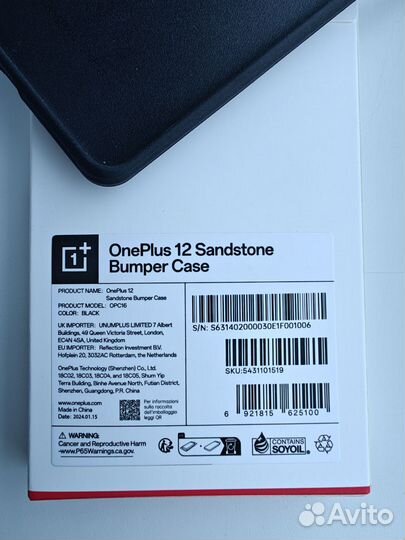 1+
OnePlus 12 Sandstone
Bumper Case
PRODUCT NAME: OnePlus 12
Sandstone Bumper Case
PRODUCT MODEL: OPC16
COLOR: BLACK
UK IMPORTER: UNUMPLUS LIMITED 7 Albert
Buildings, 49 Queen Victoria Street, London,
EC4N 4SA, United Kingdom
EU IMPORTER: Reflection Investment B.V.
Hofplein 20, 3032AC Rotterdam, the Netherlands
OnePlus Technology (Shenzhen) Co., Ltd.
18C02, 18C03, 18C04, and 18C05, Shum Yip
Terra Building, Binhe Avenue North, Futian District,
Shenzhen, Guangdong, P.R. China.
www.oneplus.com
Made in China
Date: 2024.01.15
Per informazioni
sulla raccolta
dell'imballaggio
leggi QR
WARNING:
Cancer and Reproductive Harm
-www.P65Warnings.ca.gov.
S/N: S631402000030E1F001006
SKU:5431101519
6 921815 625100
CONTAINS
SOYOIL
Avito